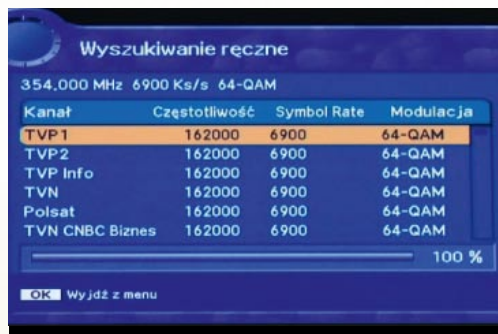 Wyszukiwanie ręczne
354.000 MHz 6900 Ks/s 64-QAM
Kanał Częstotliwość Symbol Rate Modulacja
TVP1 162000 6900 64-QAM
TVP2 162000 6900 64-QAM
TVP Info 162000 6900 64-QAM
TVN 162000 6900 64-QAM
Polsat 162000 6900 64-QAM
TVN CNBC Biznes 162000 6900 64-QAM
100 %
OK Wyjdź z menu